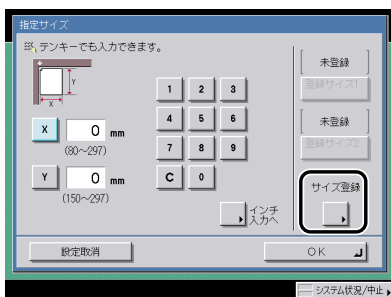 指定サイズ
テンキーでも入力できます。
Y
X
X 0 mm
(80～297)
Y 0 mm
(150～297)
1 2 3
4 5 6
7 8 9
C 0
インチ
入力へ
未登録
登録サイズ1
未登録
登録サイズ2
サイズ登録
設定取消
OK
システム状況/中止